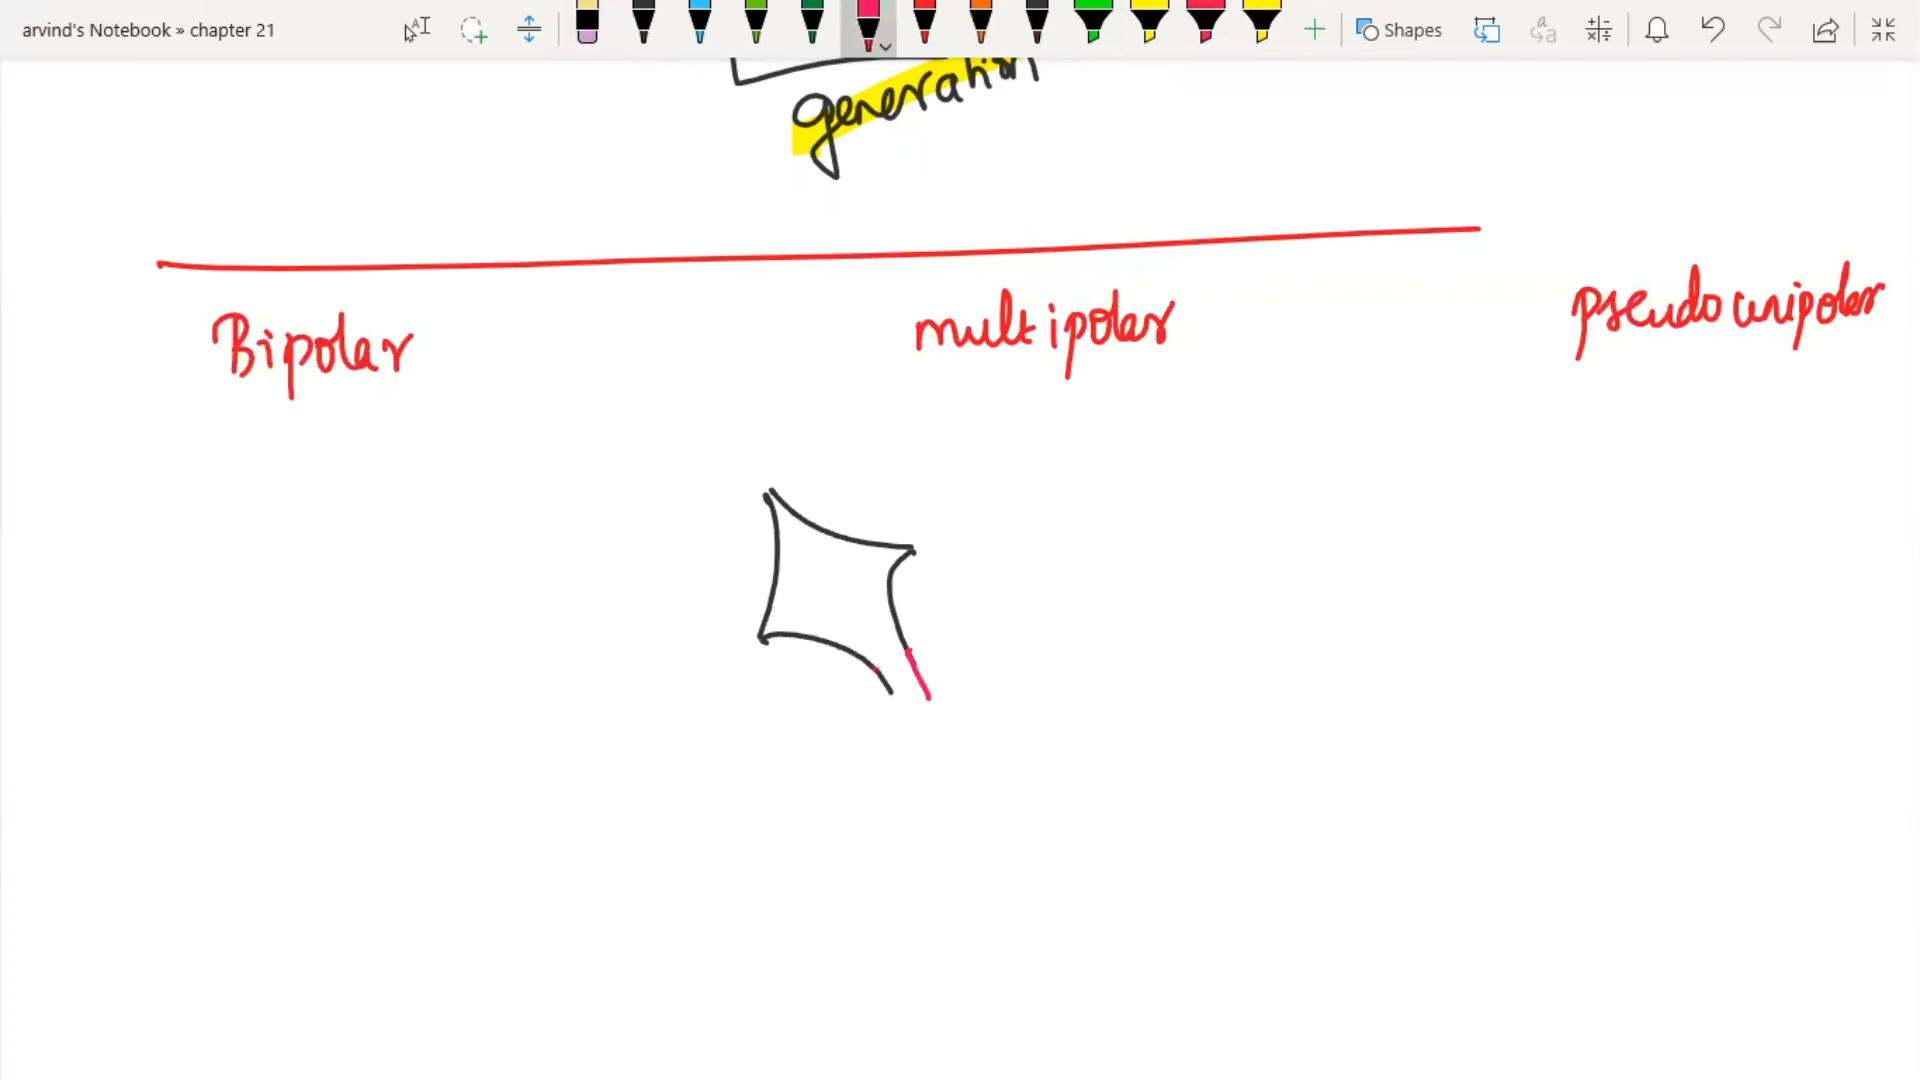 arvind's Notebook » chapter 21
Shapes
generation
Bipolar
multipolar
pseudounipolar